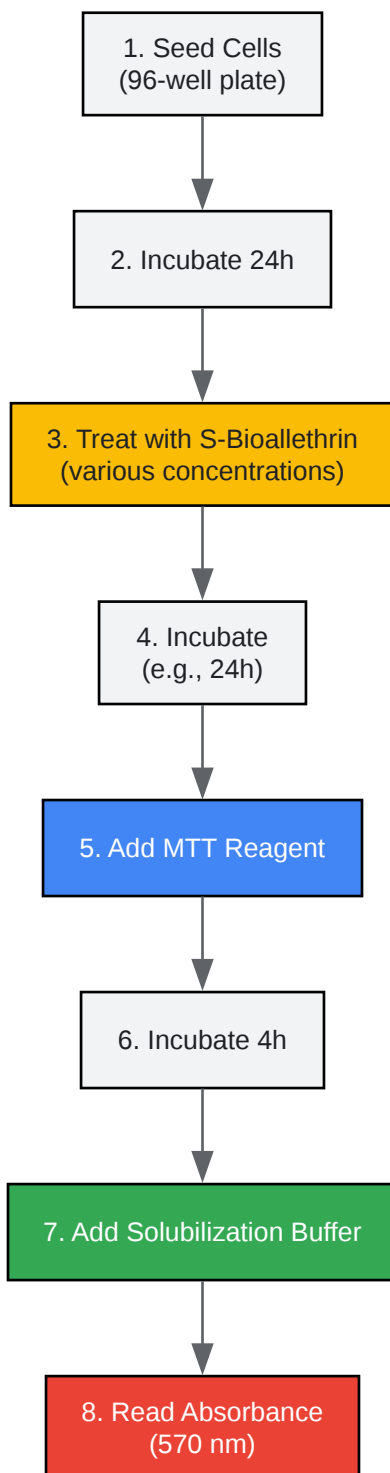 1. Seed Cells
(96-well plate)
2. Incubate 24h
3. Treat with S-Bioallethrin
(various concentrations)
4. Incubate
(e.g., 24h)
5. Add MTT Reagent
6. Incubate 4h
7. Add Solubilization Buffer
8. Read Absorbance
(570 nm)